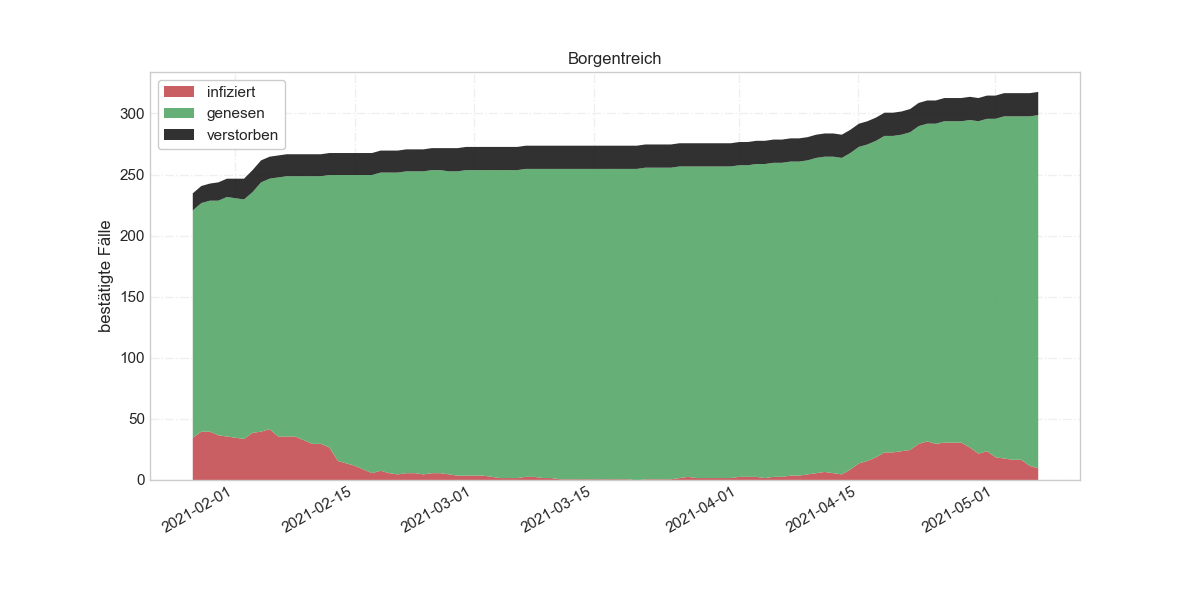 Borgentreich
infiziert
genesen
verstorben
bestätigte Fälle
300
250
200
150
100
50
0
2021-02-01
2021-02-15
2021-03-01
2021-03-15
2021-04-01
2021-04-15
2021-05-01